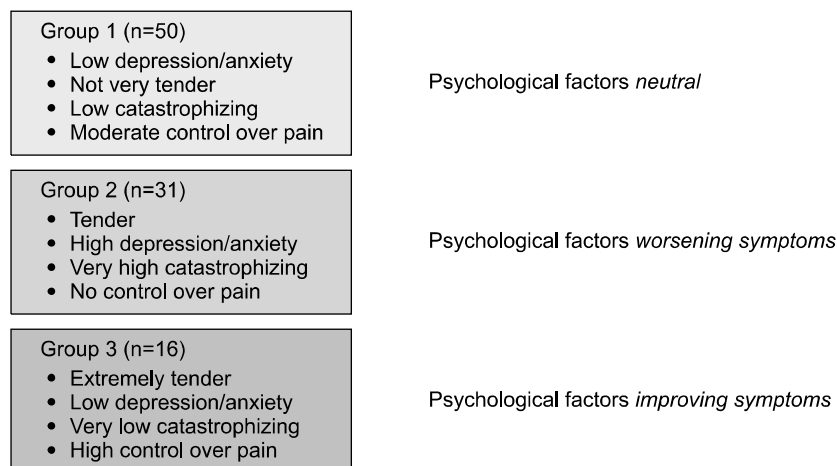 Group 1 (n=50)
• Low depression/anxiety
• Not very tender
• Low catastrophizing
• Moderate control over pain
Psychological factors neutral
Group 2 (n=31)
• Tender
• High depression/anxiety
• Very high catastrophizing
• No control over pain
Psychological factors worsening symptoms
Group 3 (n=16)
• Extremely tender
• Low depression/anxiety
• Very low catastrophizing
• High control over pain
Psychological factors improving symptoms